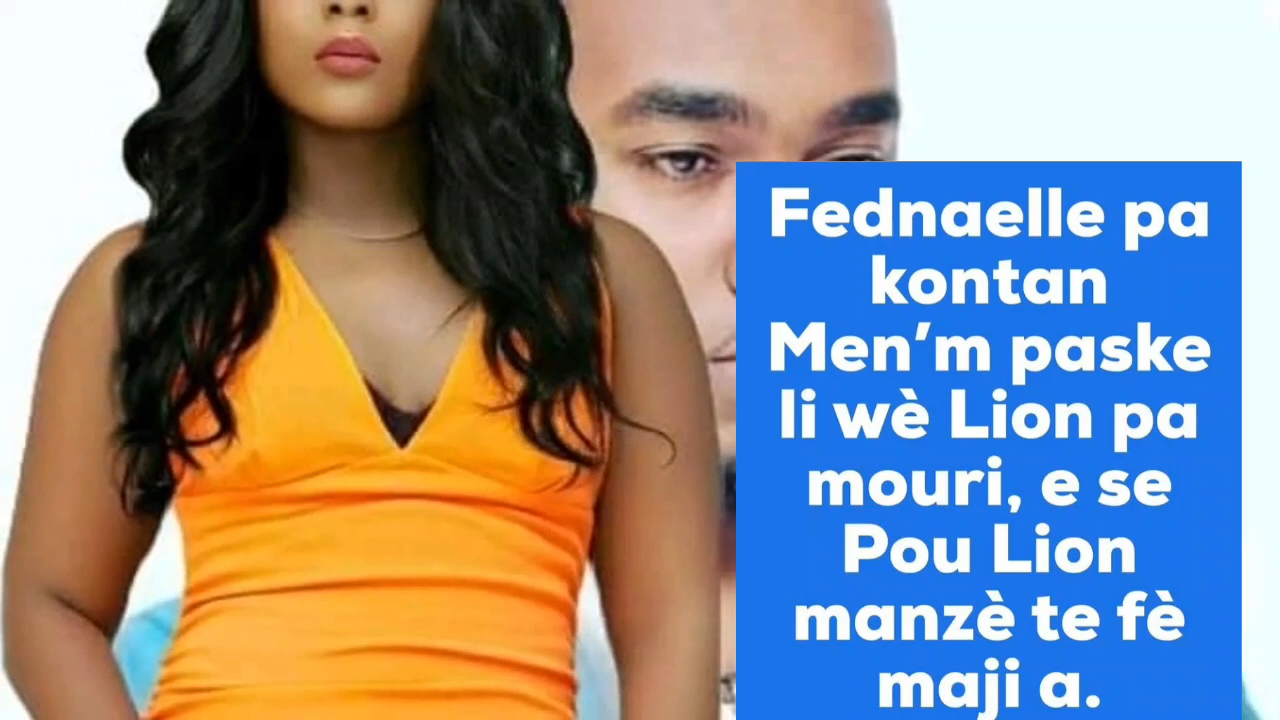 Fednaelle pa
kontan
Men’m paske
li wè Lion pa
mouri, e se
Pou Lion
manzè te fè
maji a.